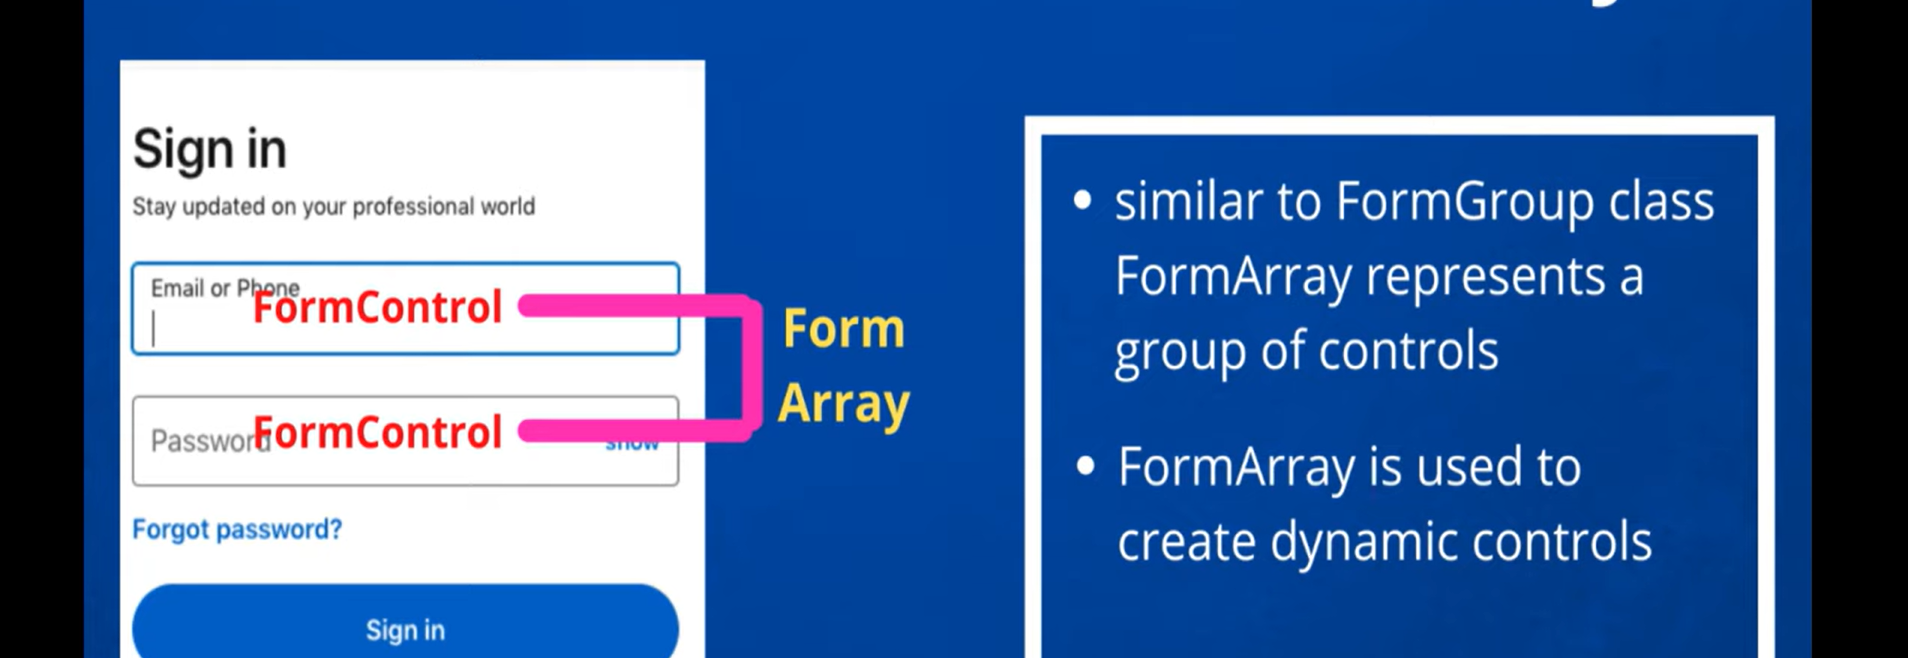 Sign in
Stay updated on your professional world
Email or Phone
FormControl
Password
FormControl
show
Forgot password?
Sign in
Form
Array
• similar to FormGroup class
FormArray represents a
group of controls
• FormArray is used to
create dynamic controls